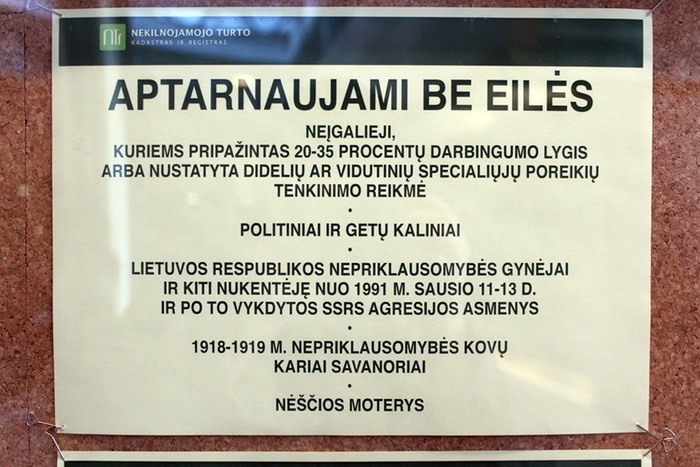 NTR
NEKILNOJAMOJO TURTO
KADASTRAS IR REGISTRAS
APTARNAUJAMI BE EILĖS
NEĮGALIEJI,
KURIEMS PRIPAŽINTAS 20-35 PROCENTŲ DARBINGUMO LYGIS
ARBA NUSTATYTA DIDELIŲ AR VIDUTINIŲ SPECIALIŲJŲ POREIKIŲ
TENKINIMO REIKMĖ
•
POLITINIAI IR GETŲ KALINIAI
•
LIETUVOS RESPUBLIKOS NEPRIKLAUSOMYBĖS GYNĖJAI
IR KITI NUKENTĖJĘ NUO 1991 M. SAUSIO 11-13 D.
IR PO TO VYKDYTOS SSRS AGRESIJOS ASMENYS
•
1918-1919 M. NEPRIKLAUSOMYBĖS KOVŲ
KARIAI SAVANORIAI
•
NĖŠČIOS MOTERYS